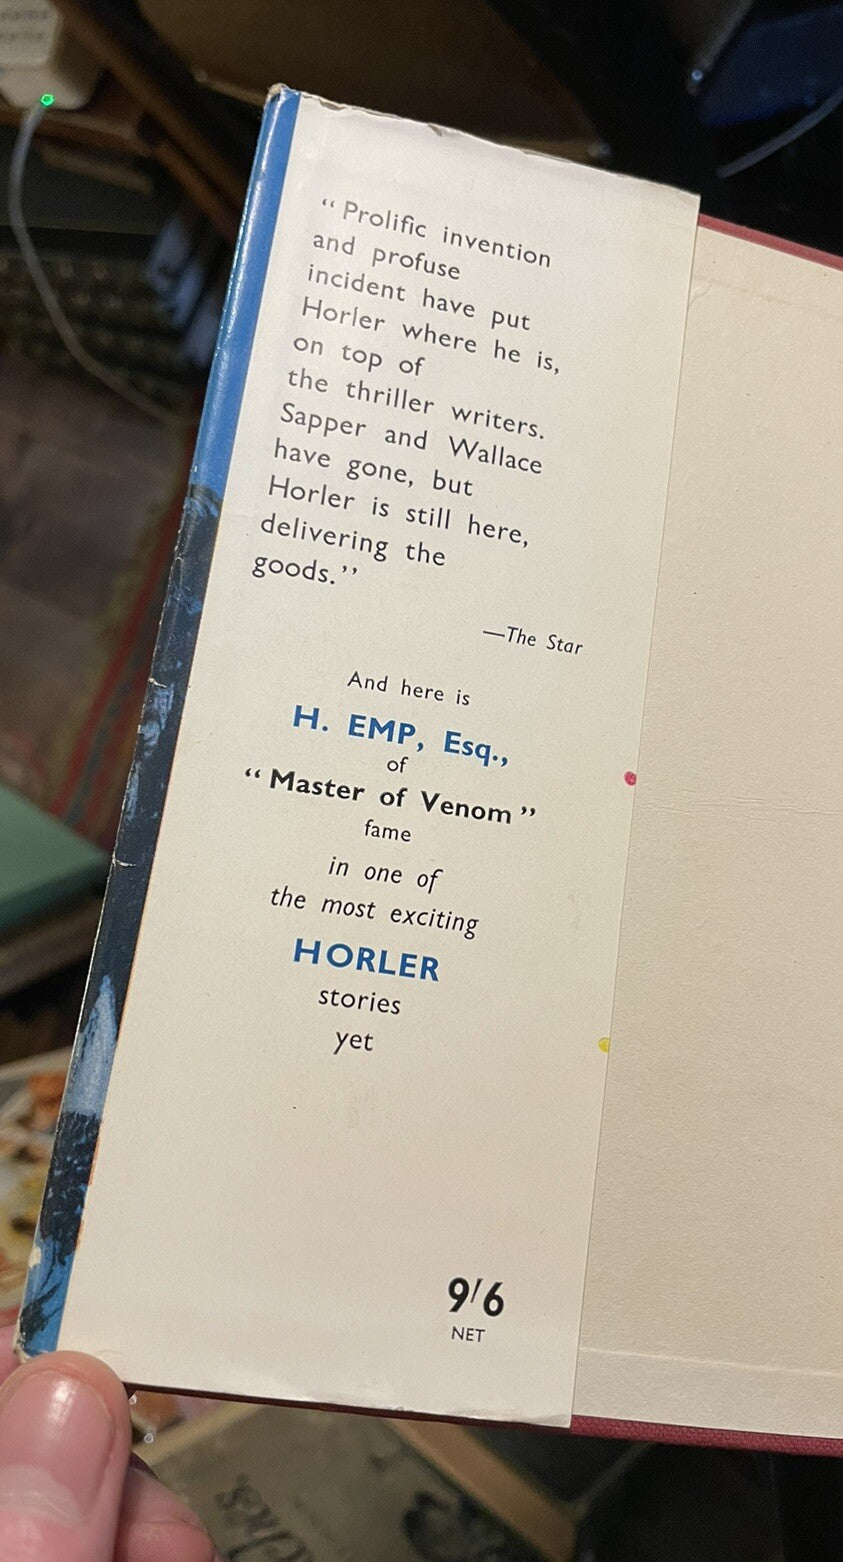 “Prolific invention
and profuse
incident have put
Horler where he is,
on top of
the thriller writers.
Sapper and Wallace
have gone, but
Horler is still here,
delivering the
goods.”
—The Star
And here is
H. EMP, Esq.,
of
“Master of Venom”
fame
in one of
the most exciting
HORLER
stories
yet
9/6
NET